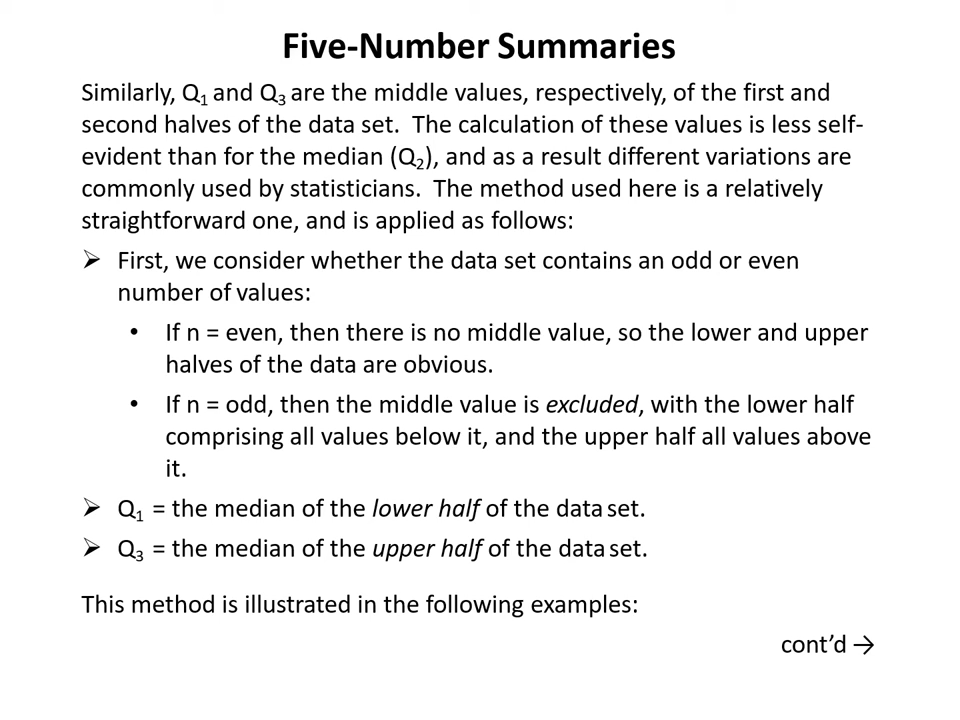 Five-Number Summaries
Similarly, Q₁ and Q₃ are the middle values, respectively, of the first and
second halves of the data set.  The calculation of these values is less self-
evident than for the median (Q₂), and as a result different variations are
commonly used by statisticians.  The method used here is a relatively
straightforward one, and is applied as follows:
➢ First, we consider whether the data set contains an odd or even
number of values:
• If n = even, then there is no middle value, so the lower and upper
halves of the data are obvious.
• If n = odd, then the middle value is excluded, with the lower half
comprising all values below it, and the upper half all values above
it.
➢ Q₁ = the median of the lower half of the data set.
➢ Q₃ = the median of the upper half of the data set.
This method is illustrated in the following examples:
cont’d →